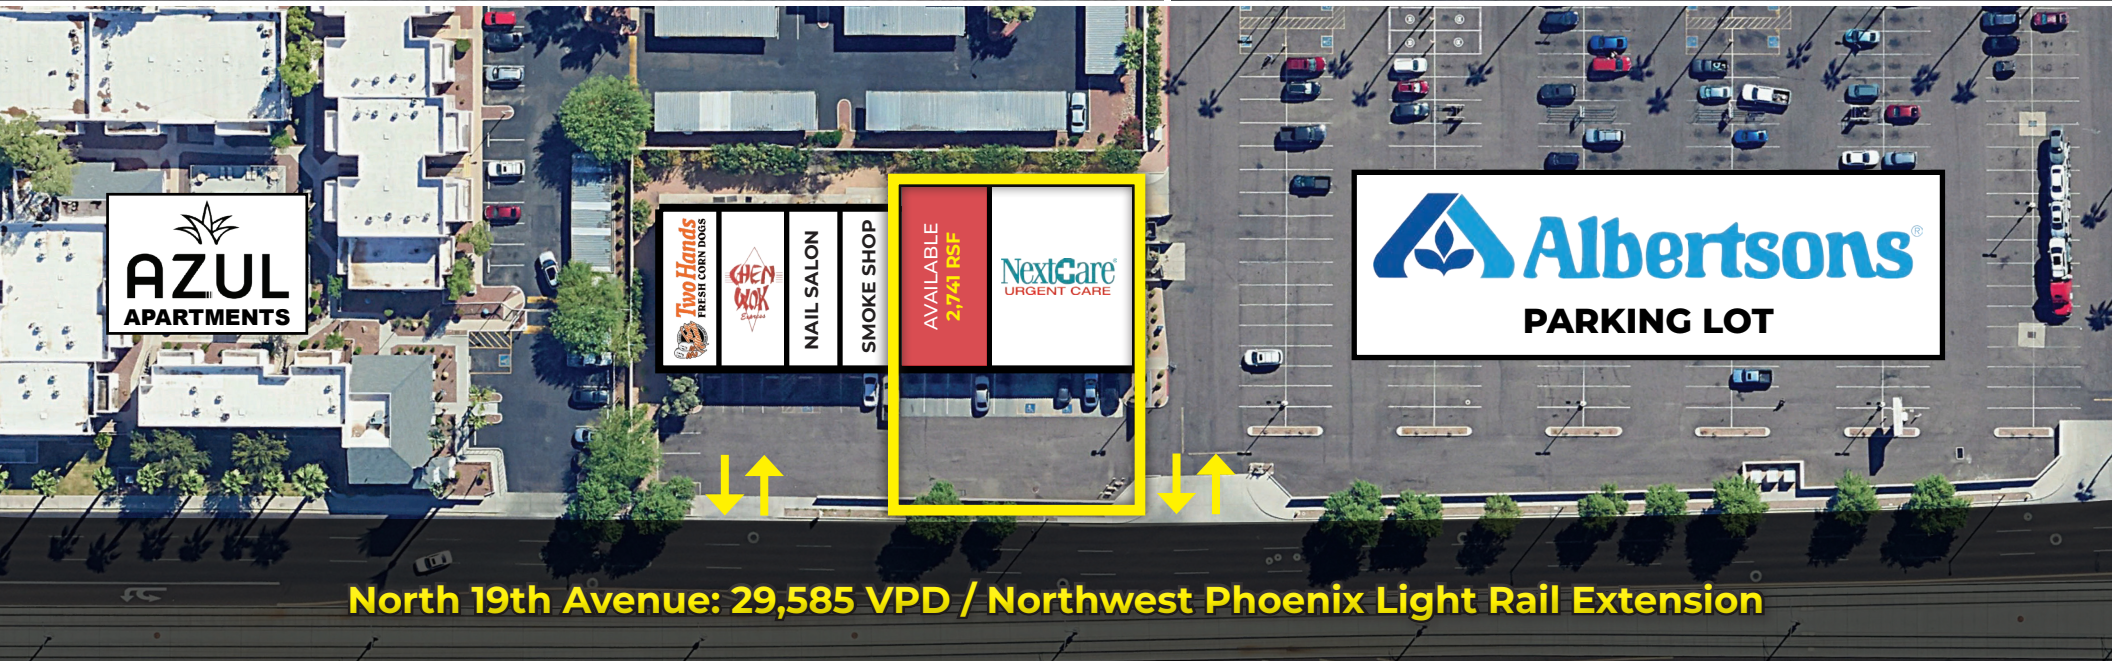 AZUL
APARTMENTS
Two Hands
FRESH CORN DOGS
CHEN
WOK
Express
NAIL SALON
SMOKE SHOP
AVAILABLE
2,741 RSF
NextCare®
URGENT CARE
Albertsons®
PARKING LOT
North 19th Avenue: 29,585 VPD / Northwest Phoenix Light Rail Extension